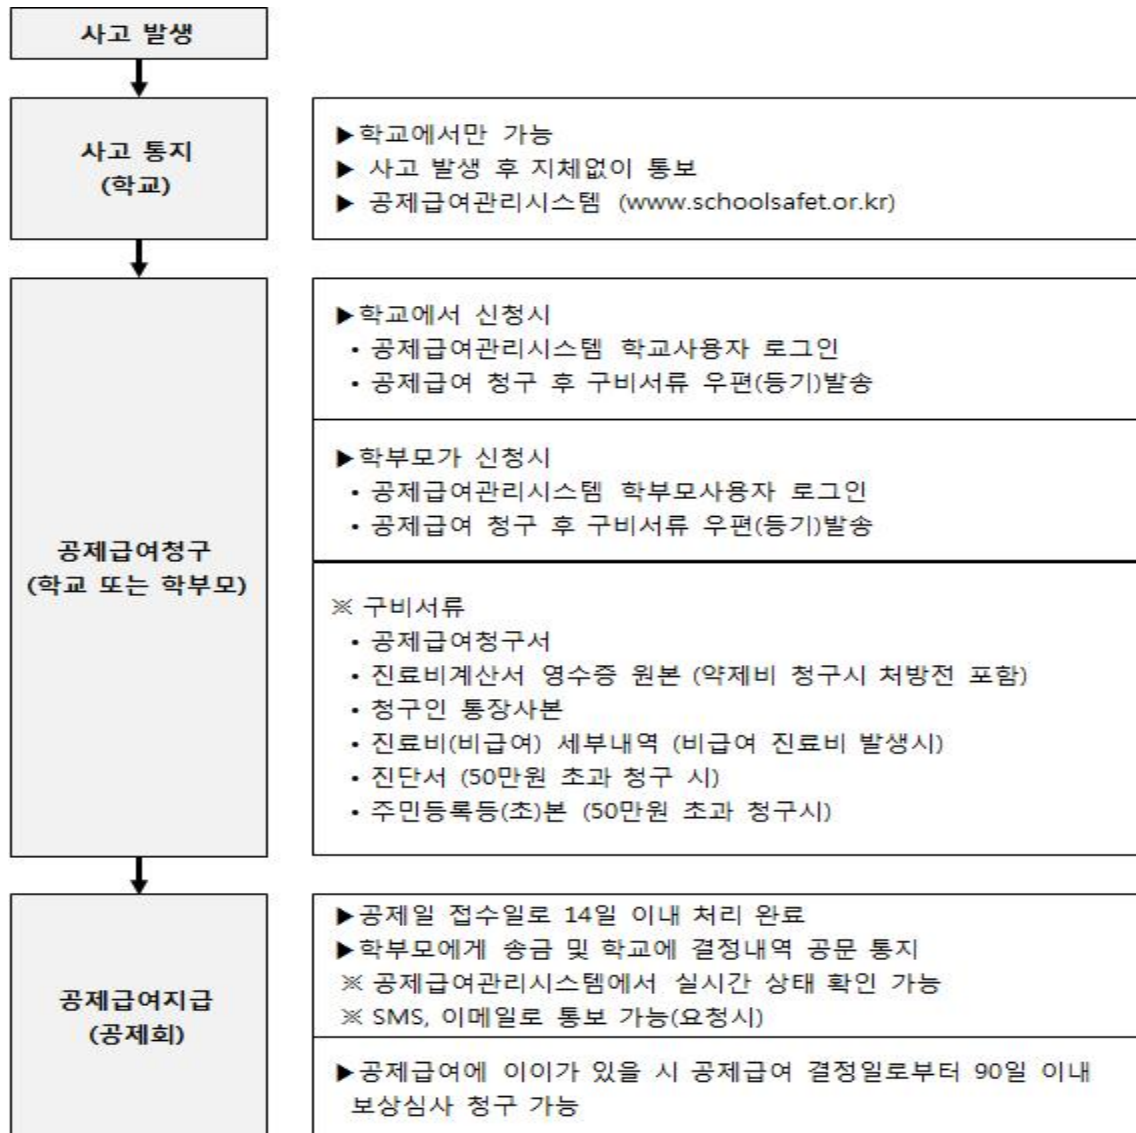 사고 발생
사고 통지
(학교)
▶학교에서만 가능
▶ 사고 발생 후 지체없이 통보
▶ 공제급여관리시스템 (www.schoolsafet.or.kr)
공제급여청구
(학교 또는 학부모)
▶학교에서 신청시
• 공제급여관리시스템 학교사용자 로그인
• 공제급여 청구 후 구비서류 우편(등기)발송
▶학부모가 신청시
• 공제급여관리시스템 학부모사용자 로그인
• 공제급여 청구 후 구비서류 우편(등기)발송
※ 구비서류
• 공제급여청구서
• 진료비계산서 영수증 원본 (약제비 청구시 처방전 포함)
• 청구인 통장사본
• 진료비(비급여) 세부내역 (비급여 진료비 발생시)
• 진단서 (50만원 초과 청구 시)
• 주민등록등(초)본 (50만원 초과 청구시)
공제급여지급
(공제회)
▶공제일 접수일로 14일 이내 처리 완료
▶학부모에게 송금 및 학교에 결정내역 공문 통지
※ 공제급여관리시스템에서 실시간 상태 확인 가능
※ SMS, 이메일로 통보 가능(요청시)
▶공제급여에 이이가 있을 시 공제급여 결정일로부터 90일 이내
보상심사 청구 가능